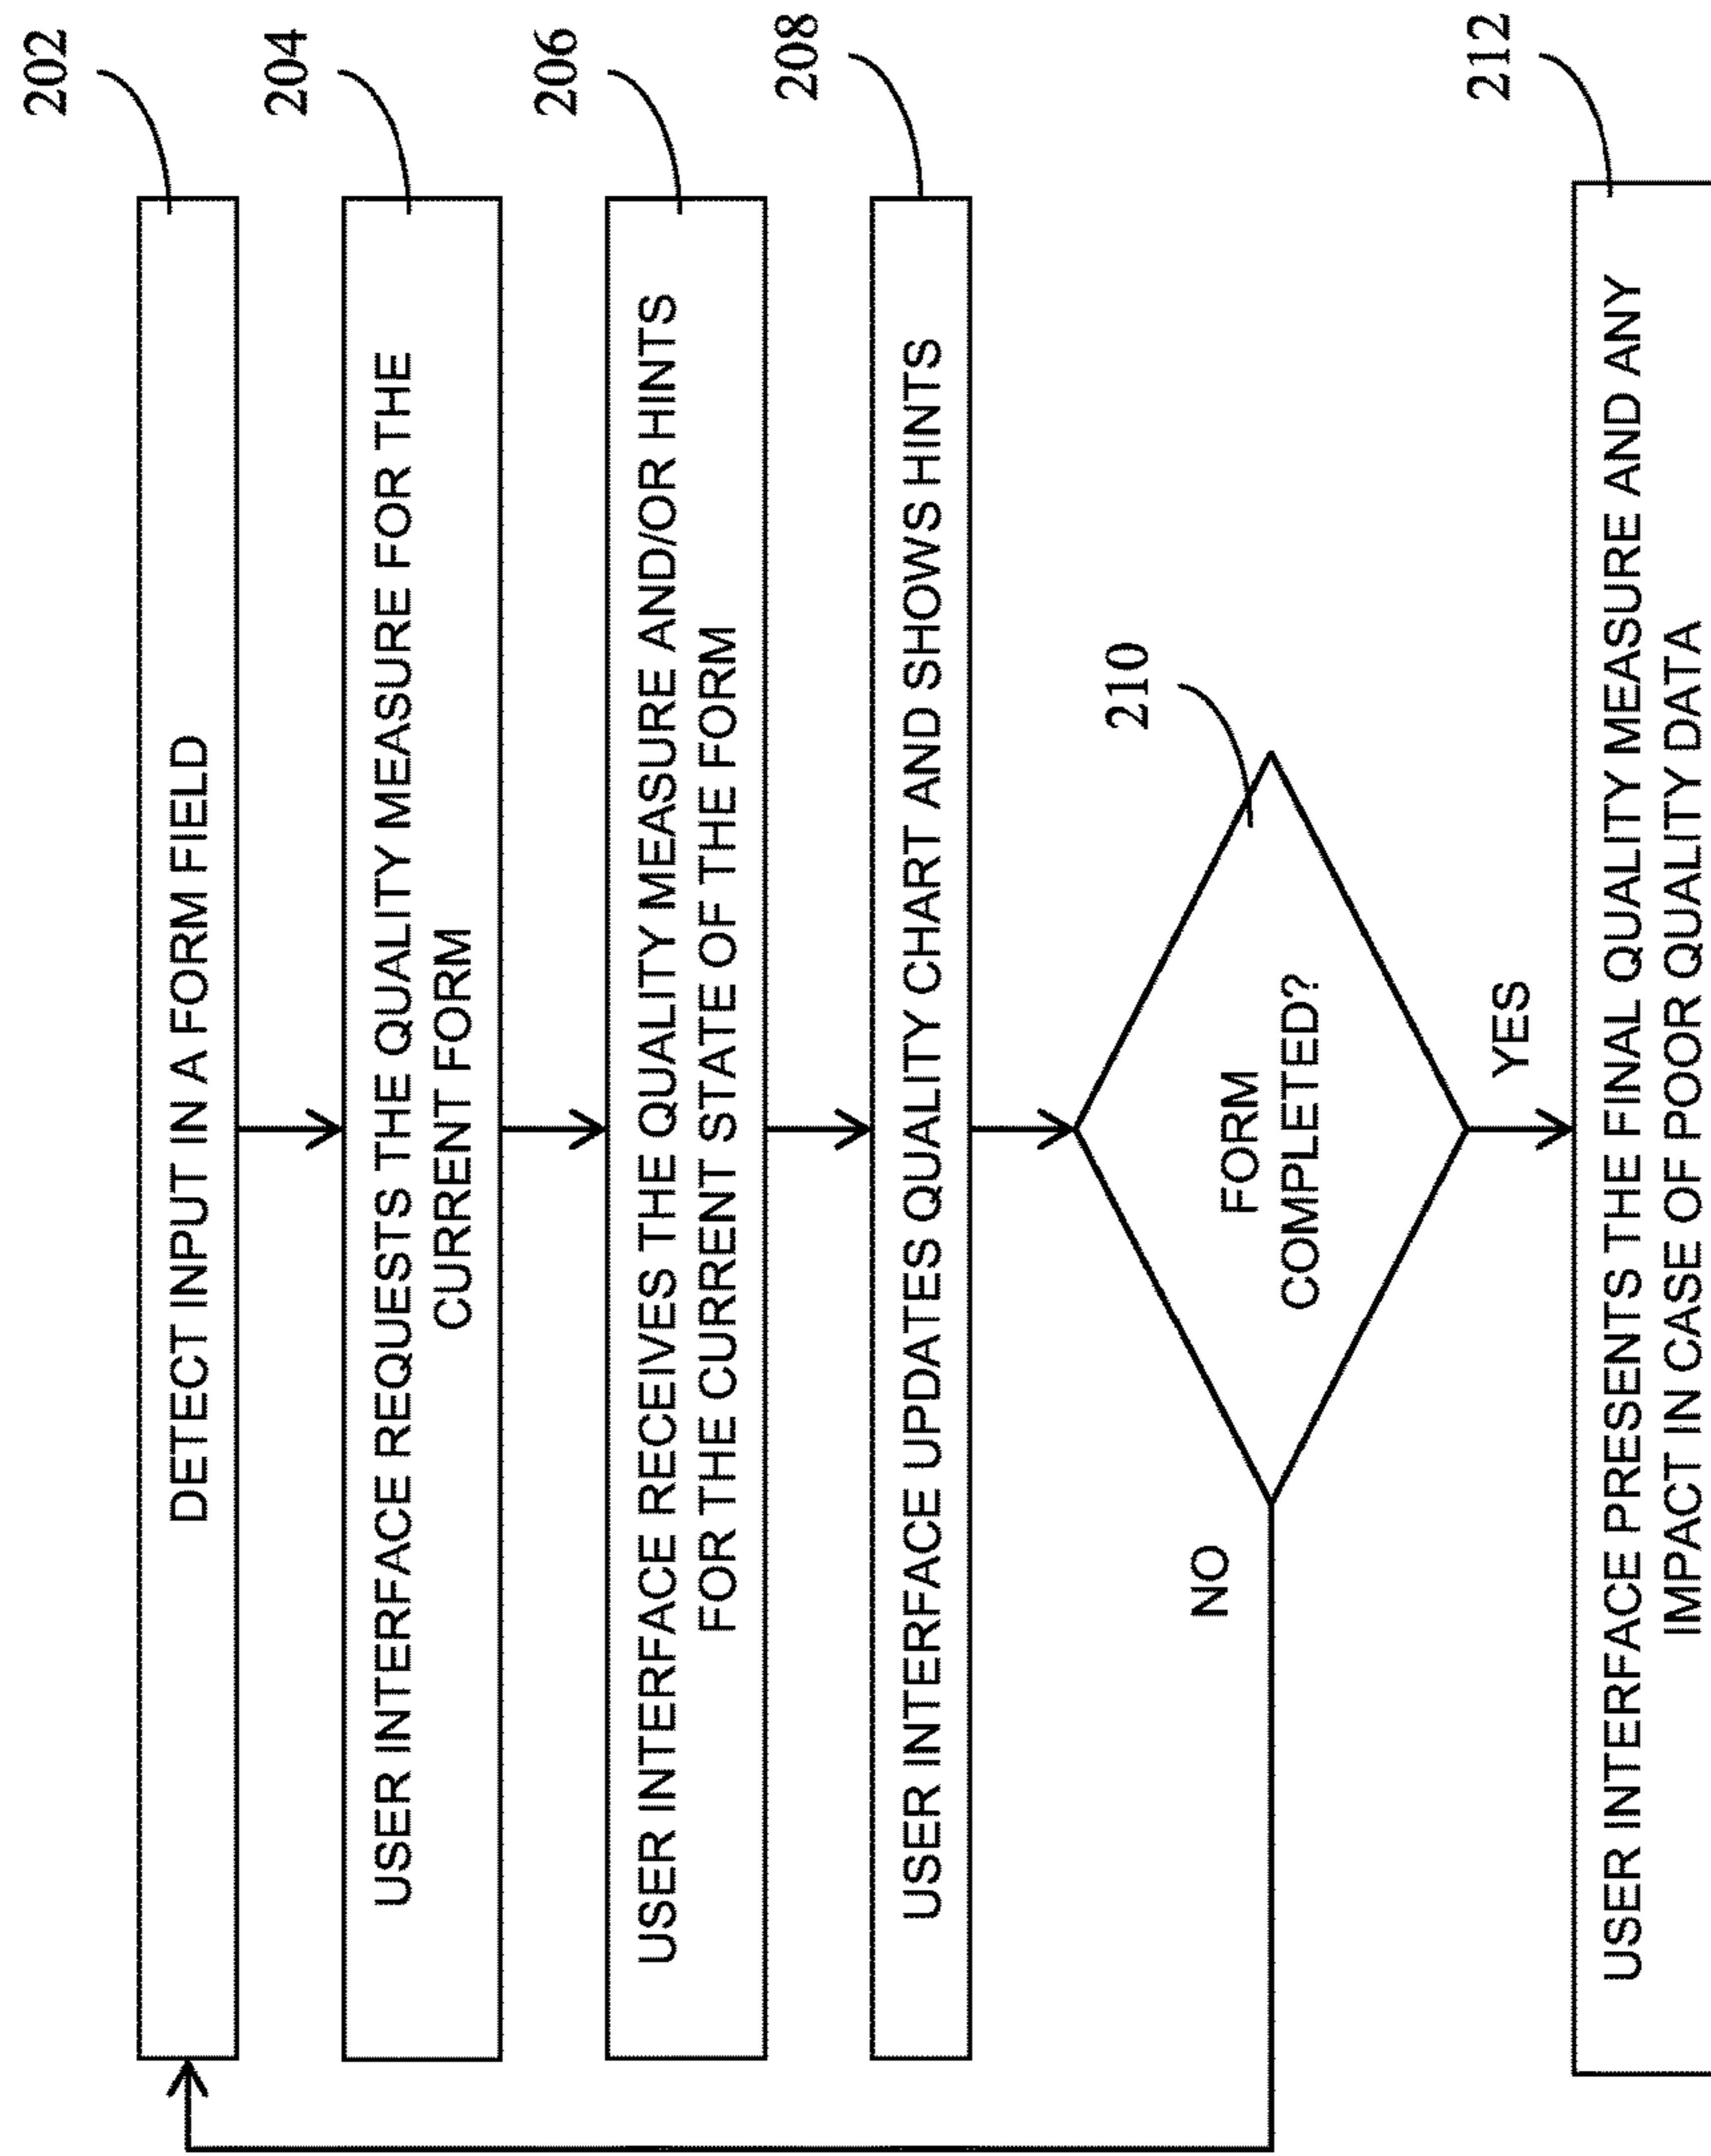 202
DETECT INPUT IN A FORM FIELD
204
USER INTERFACE REQUESTS THE QUALITY MEASURE FOR THE
CURRENT FORM
206
USER INTERFACE RECEIVES THE QUALITY MEASURE AND/OR HINTS
FOR THE CURRENT STATE OF THE FORM
208
USER INTERFACE UPDATES QUALITY CHART AND SHOWS HINTS
210
FORM
COMPLETED?
NO
YES
212
USER INTERFACE PRESENTS THE FINAL QUALITY MEASURE AND ANY
IMPACT IN CASE OF POOR QUALITY DATA